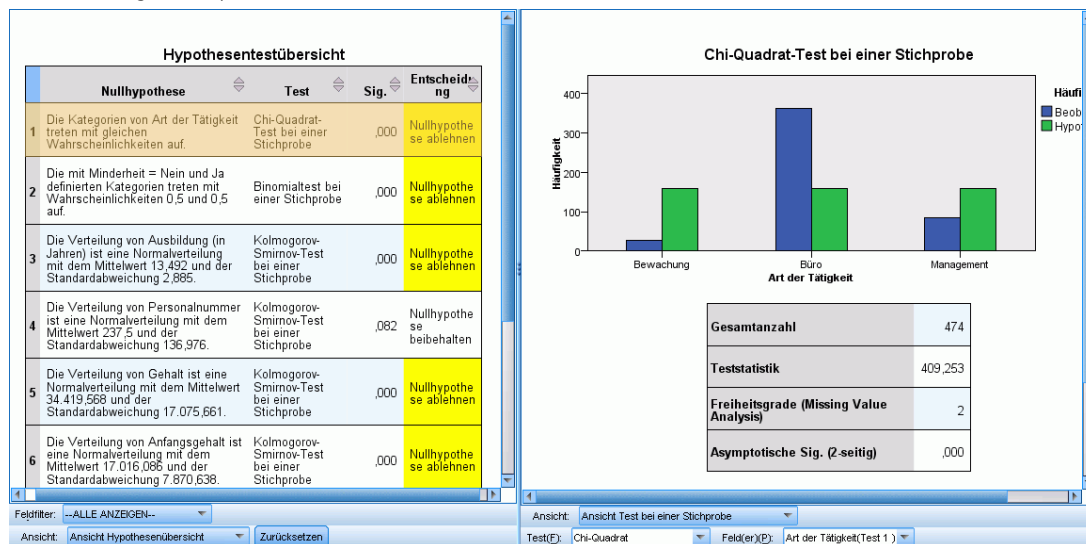 Hypothesentestübersicht
Nullhypothese Test Sig. Entscheidu
ng
1 Die Kategorien von Art der Tätigkeit treten mit gleichen Wahrscheinlichkeiten auf. Chi-Quadrat-Test bei einer Stichprobe ,000 Nullhypothe se ablehnen
2 Die mit Minderheit = Nein und Ja definierten Kategorien treten mit Wahrscheinlichkeiten 0,5 und 0,5 auf. Binomialtest bei einer Stichprobe ,000 Nullhypothe se ablehnen
3 Die Verteilung von Ausbildung (in Jahren) ist eine Normalverteilung mit dem Mittelwert 13,492 und der Standardabweichung 2,885. Kolmogorov-Smirnov-Test bei einer Stichprobe ,000 Nullhypothe se ablehnen
4 Die Verteilung von Personalnummer ist eine Normalverteilung mit dem Mittelwert 237,5 und der Standardabweichung 136,976. Kolmogorov-Smirnov-Test bei einer Stichprobe ,082 Nullhypothe se beibehalten
5 Die Verteilung von Gehalt ist eine Normalverteilung mit dem Mittelwert 34.419,568 und der Standardabweichung 17.075,661. Kolmogorov-Smirnov-Test bei einer Stichprobe ,000 Nullhypothe se ablehnen
6 Die Verteilung von Anfangsgehalt ist eine Normalverteilung mit dem Mittelwert 17.016,086 und der Standardabweichung 7.870,638. Kolmogorov-Smirnov-Test bei einer Stichprobe ,000 Nullhypothe se ablehnen
Feldfilter: --ALLE ANZEIGEN--
Ansicht: Ansicht Hypothesenübersicht Zurücksetzen
Chi-Quadrat-Test bei einer Stichprobe
Häufigkeit
400
300
200
100
0
Bewachung Büro Management
Art der Tätigkeit
Häufi
Beob
Hypo
Gesamtanzahl 474
Teststatistik 409,253
Freiheitsgrade (Missing Value
Analysis) 2
Asymptotische Sig. (2-seitig) ,000
Ansicht: Ansicht Test bei einer Stichprobe
Test(F): Chi-Quadrat Feld(er)(P): Art der Tätigkeit(Test 1 )